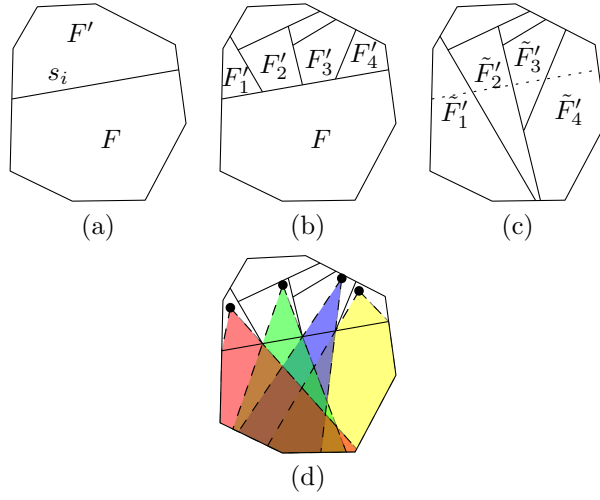 F′
s_i
F
(a)
F′_1 F′_2 F′_3 F′_4
F
(b)
F̃′_1 F̃′_2 F̃′_3 F̃′_4
(c)
(d)